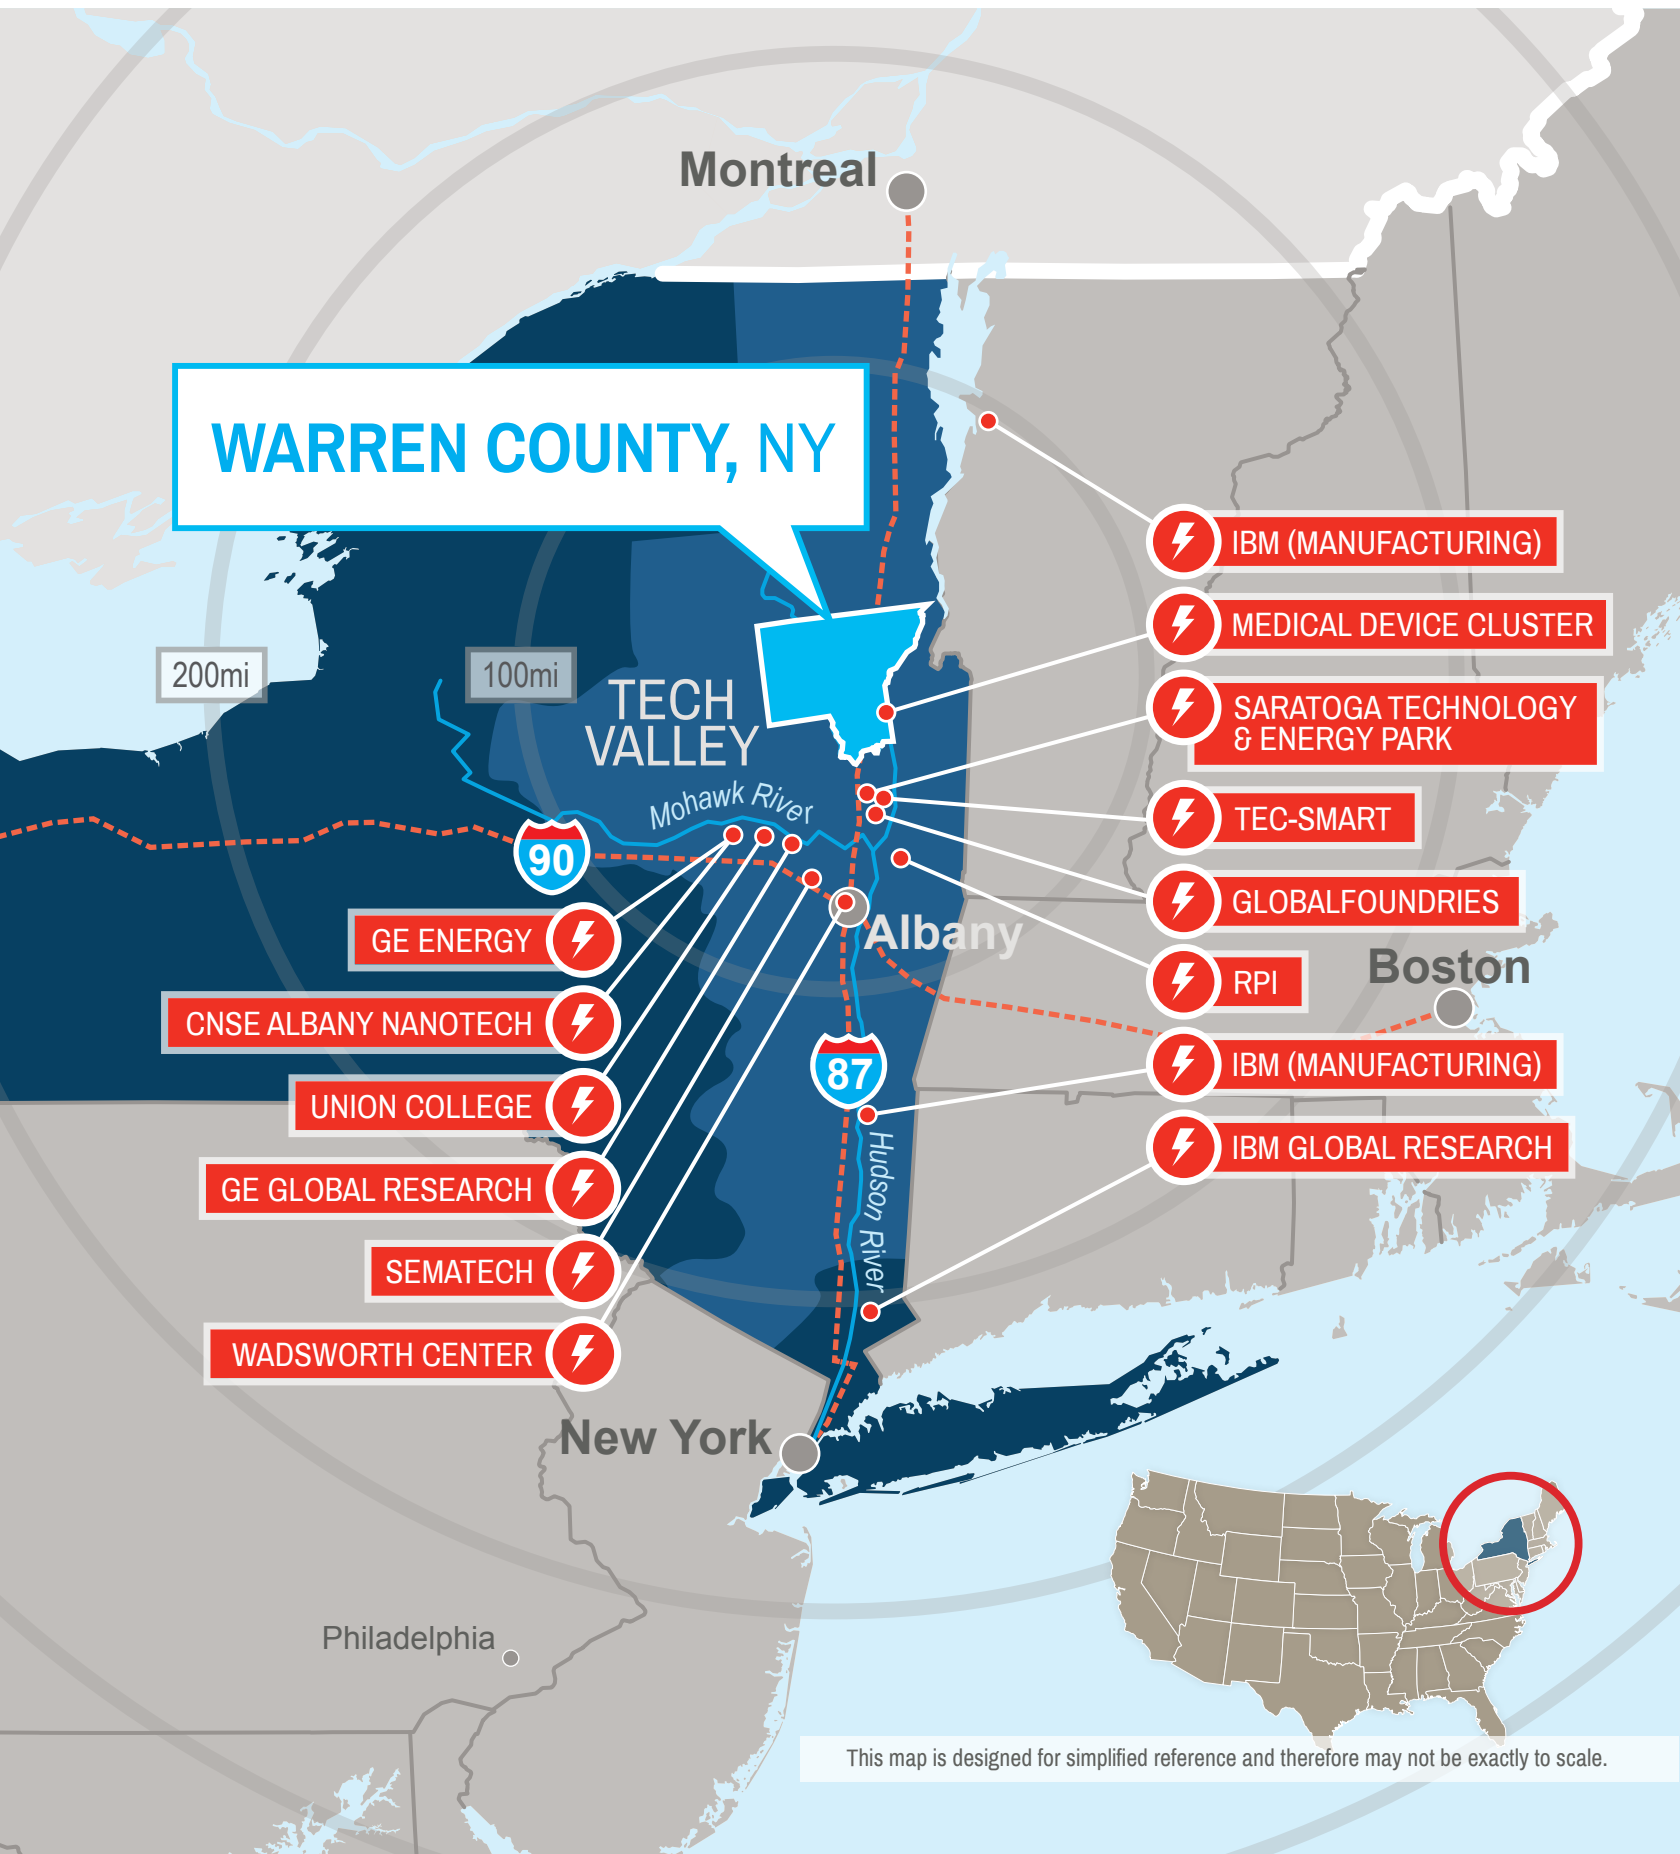 Montreal
WARREN COUNTY, NY
IBM (MANUFACTURING)
MEDICAL DEVICE CLUSTER
200mi
100mi
TECH
VALLEY
SARATOGA TECHNOLOGY
& ENERGY PARK
Mohawk River
TEC-SMART
90
GLOBALFOUNDRIES
Albany
GE ENERGY
Boston
RPI
CNSE ALBANY NANOTECH
87
IBM (MANUFACTURING)
UNION COLLEGE
Hudson River
IBM GLOBAL RESEARCH
GE GLOBAL RESEARCH
SEMATECH
WADSWORTH CENTER
New York
Philadelphia
This map is designed for simplified reference and therefore may not be exactly to scale.